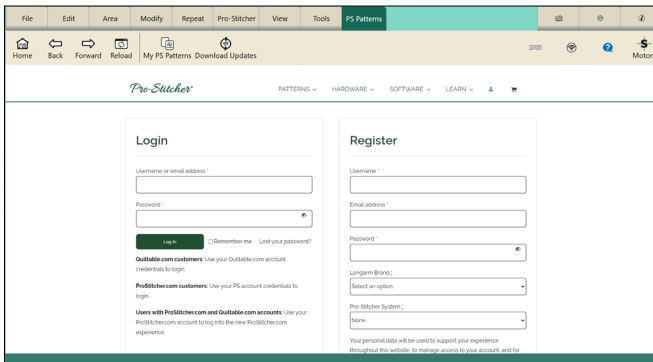 File Edit Area Modify Repeat Pro-Stitcher View Tools PS Patterns
Home Back Forward Reload My PS Patterns Download Updates Motor
Pro-Stitcher PATTERNS HARDWARE SOFTWARE LEARN
Login
Username or email address *
Password *
Log In Remember me Lost your password?
Quiltable.com customers: Use your Quiltable.com account
credentials to login.
ProStitcher.com customers: Use your PS account credentials to
login.
Users with ProStitcher.com and Quiltable.com accounts: Use your
ProStitcher.com account to log into the new ProStitcher.com
experience.
Register
Username *
Email address *
Password *
Longarm Brand *
Select an option
Pro-Stitcher System *
None
Your personal data will be used to support your experience
throughout this website, to manage access to your account, and for